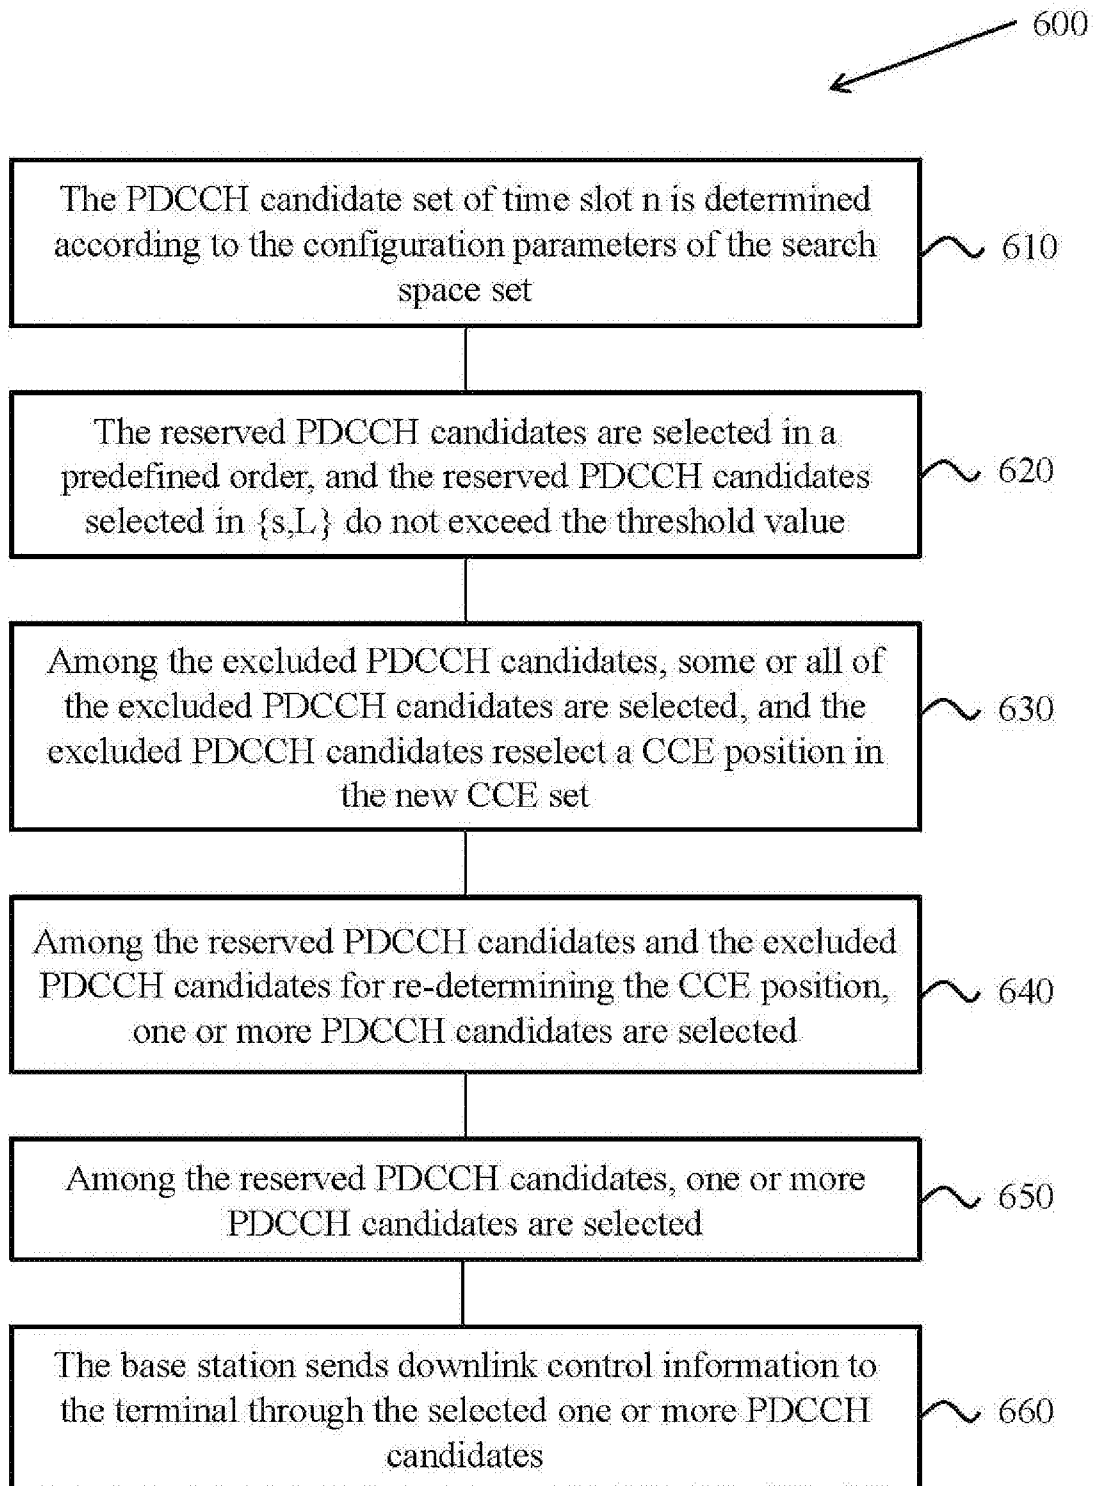 600
The PDCCH candidate set of time slot n is determined
according to the configuration parameters of the search
space set
610
The reserved PDCCH candidates are selected in a
predefined order, and the reserved PDCCH candidates
selected in {s,L} do not exceed the threshold value
620
Among the excluded PDCCH candidates, some or all of
the excluded PDCCH candidates are selected, and the
excluded PDCCH candidates reselect a CCE position in
the new CCE set
630
Among the reserved PDCCH candidates and the excluded
PDCCH candidates for re-determining the CCE position,
one or more PDCCH candidates are selected
640
Among the reserved PDCCH candidates, one or more
PDCCH candidates are selected
650
The base station sends downlink control information to
the terminal through the selected one or more PDCCH
candidates
660